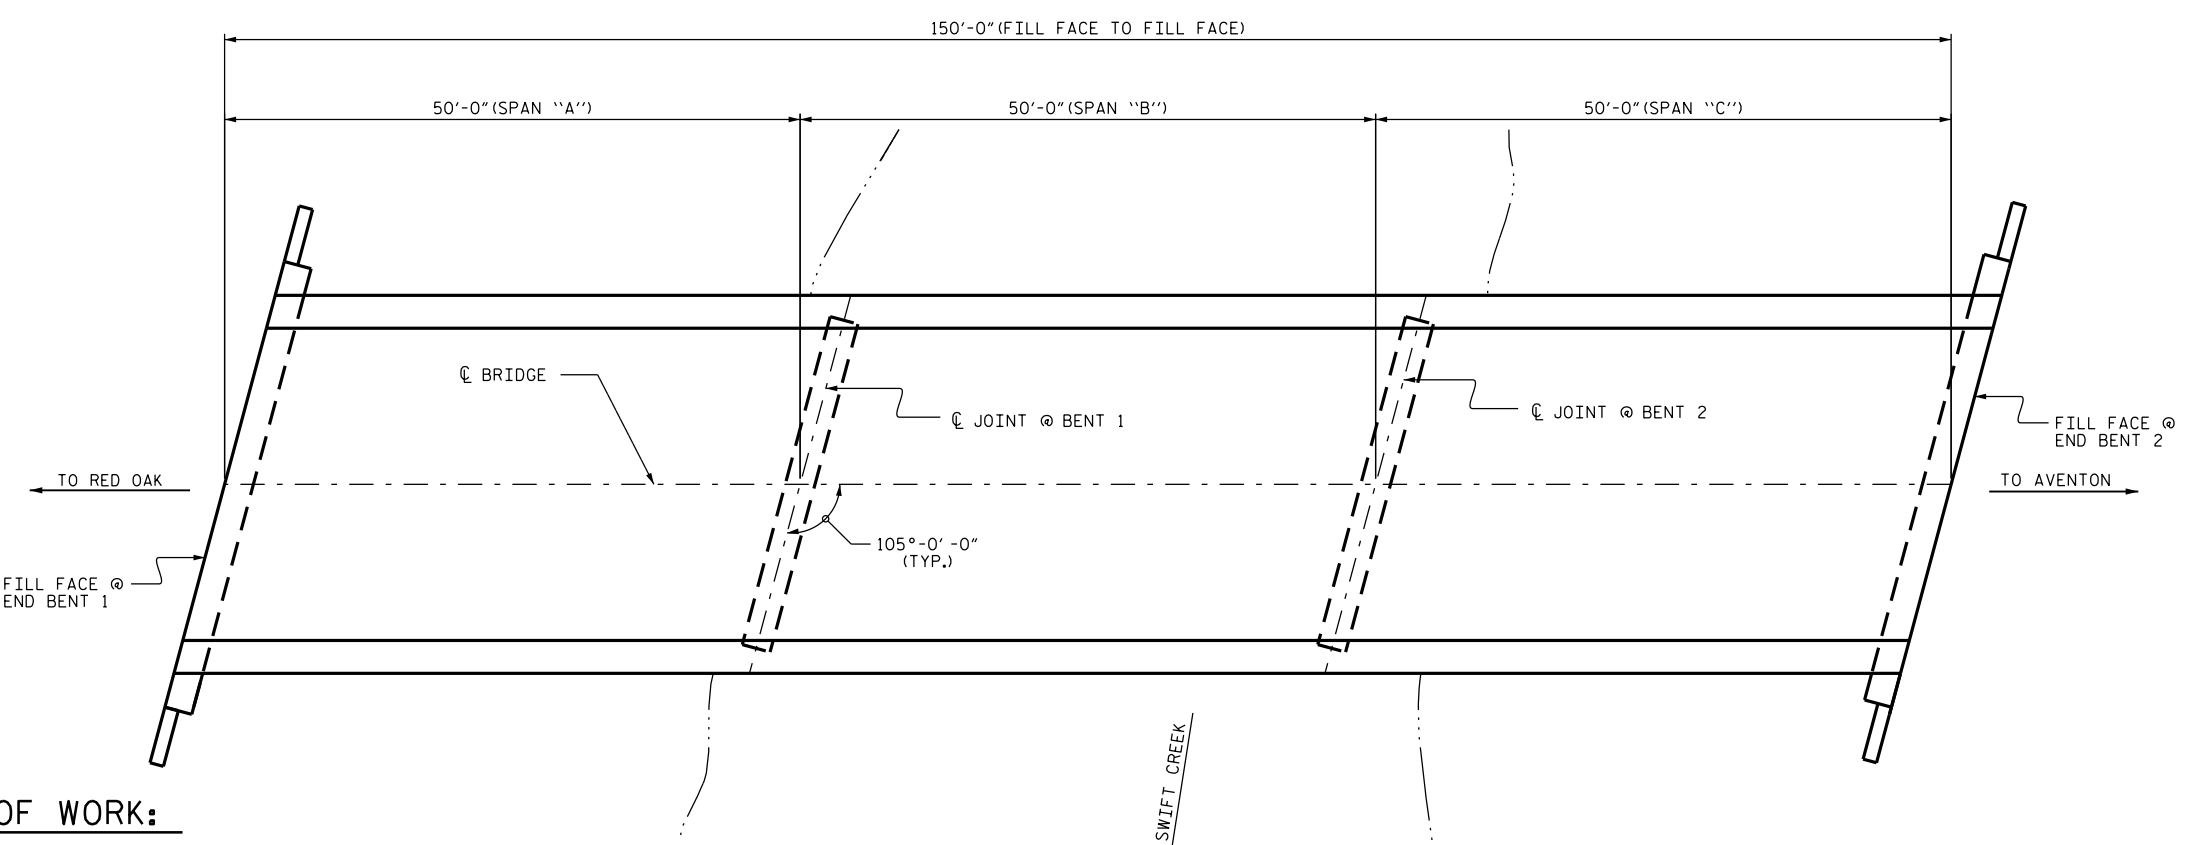 150'-0" (FILL FACE TO FILL FACE)
50'-0" (SPAN ``A'')
50'-0" (SPAN ``B'')
50'-0" (SPAN ``C'')
℄ BRIDGE
℄ JOINT @ BENT 1
℄ JOINT @ BENT 2
FILL FACE @
END BENT 2
TO RED OAK
TO AVENTON
105°-0'-0"
(TYP.)
FILL FACE @
END BENT 1
SWIFT CREEK
OF WORK: